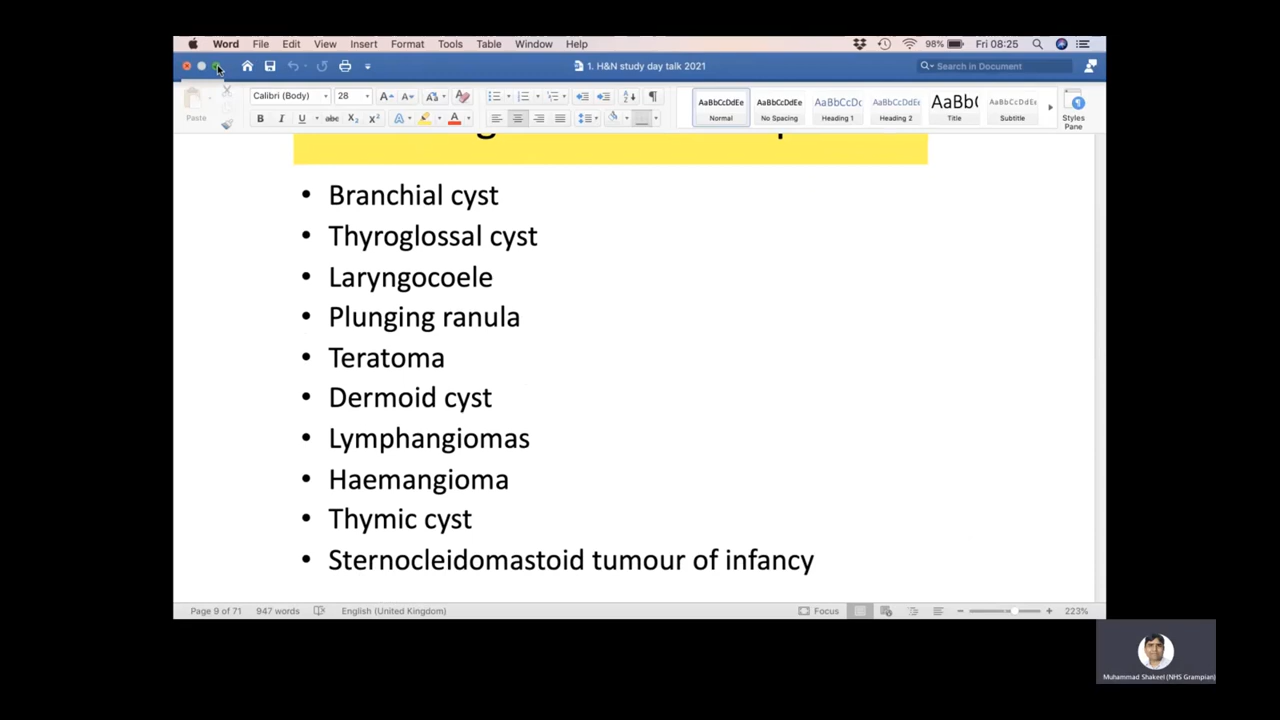 Word File Edit View Insert Format Tools Table Window Help 98% Fri 08:25
1. H&N study day talk 2021 Search in Document
Calibri (Body) 28 AaBbCcDdEe AaBbCcDdEe AaBbCcDc AaBbCcDdEe AaBb( AaBbCcDdEe
Paste B I U abc X₂ X² A A Normal No Spacing Heading 1 Heading 2 Title Subtitle Styles Pane
• Branchial cyst
• Thyroglossal cyst
• Laryngocoele
• Plunging ranula
• Teratoma
• Dermoid cyst
• Lymphangiomas
• Haemangioma
• Thymic cyst
• Sternocleidomastoid tumour of infancy
Page 9 of 71 947 words English (United Kingdom) Focus 223%
Muhammad Shakeel (NHS Grampian)